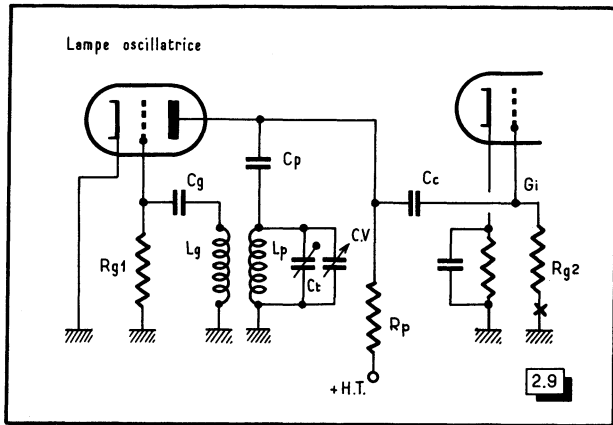 Lampe oscillatrice
Cp
Cg
Cc
Gi
Lg
Lp
C.V
Ct
Rg1
Rg2
Rp
+ H.T.
2.9